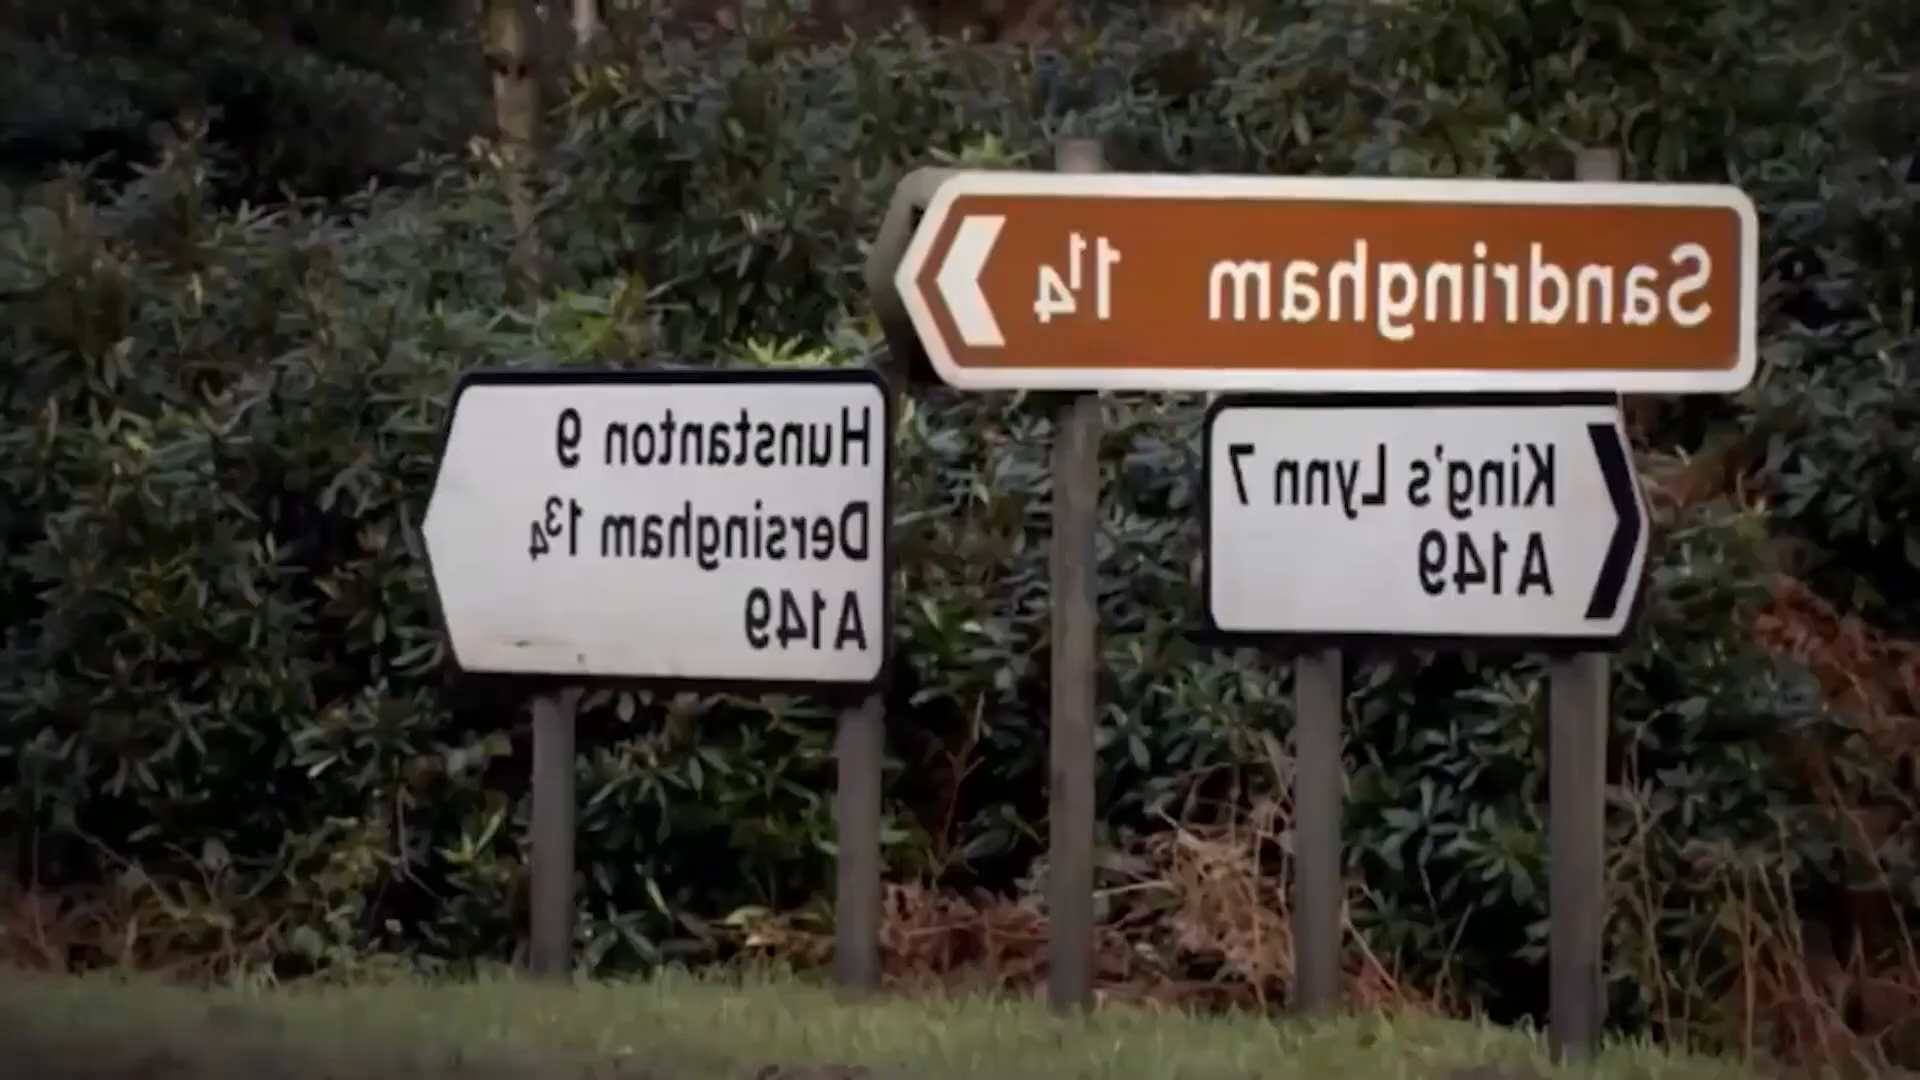 Sandringham 1¼
Hunstanton 9
Dersingham 1¾
A149
King's Lynn 7
A149